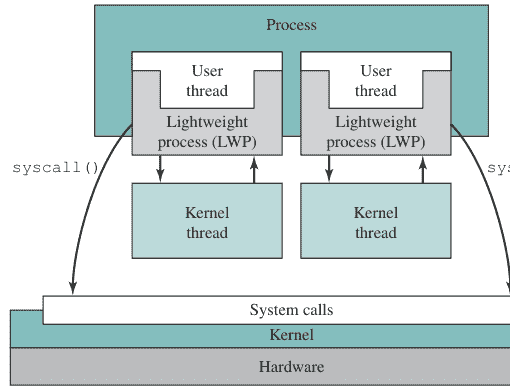 Process
User
thread
User
thread
Lightweight
process (LWP)
Lightweight
process (LWP)
syscall()
sys
Kernel
thread
Kernel
thread
System calls
Kernel
Hardware